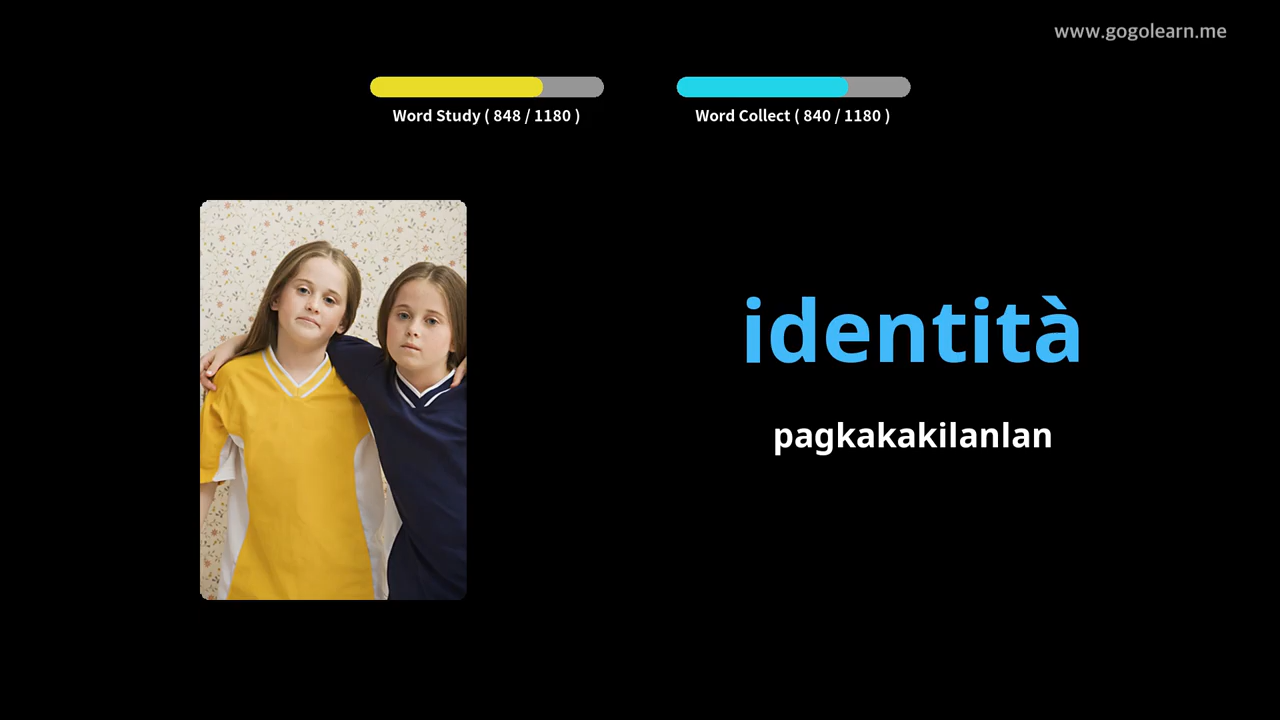 www.gogolearn.me
Word Study ( 848 / 1180 )
Word Collect ( 840 / 1180 )
identità
pagkakakilanlan